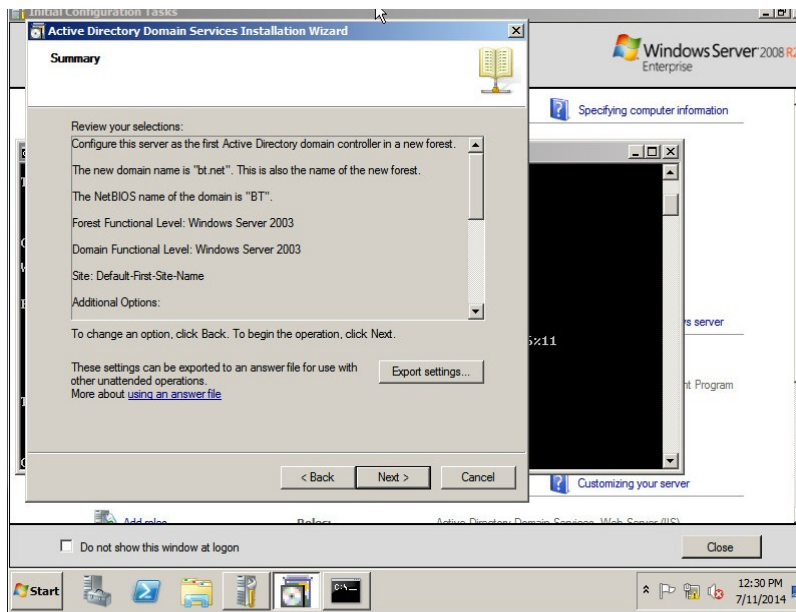 Initial Configuration Tasks
Active Directory Domain Services Installation Wizard
Summary
Windows Server 2008 R2
Enterprise
Specifying computer information
Review your selections:
Configure this server as the first Active Directory domain controller in a new forest.
The new domain name is "bt.net". This is also the name of the new forest.
The NetBIOS name of the domain is "BT".
Forest Functional Level: Windows Server 2003
Domain Functional Level: Windows Server 2003
Site: Default-First-Site-Name
Additional Options:
To change an option, click Back. To begin the operation, click Next.
These settings can be exported to an answer file for use with
other unattended operations.
More about using an answer file
Export settings...
%11
s server
nt Program
< Back
Next >
Cancel
Customizing your server
Add roles
Roles:
Active Directory Domain Services, Web Server (IIS)
Do not show this window at logon
Close
Start
C:\
12:30 PM
7/11/2014